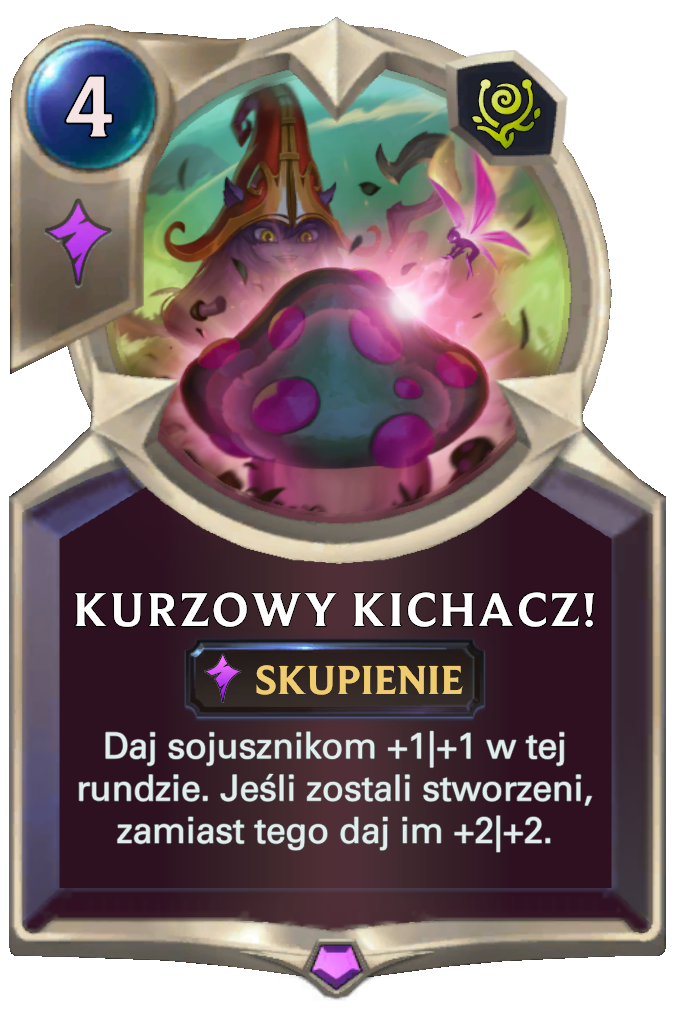 4
KURZOWY KICHACZ!
SKUPIENIE
Daj sojusznikom +1|+1 w tej
rundzie. Jeśli zostali stworzeni,
zamiast tego daj im +2|+2.